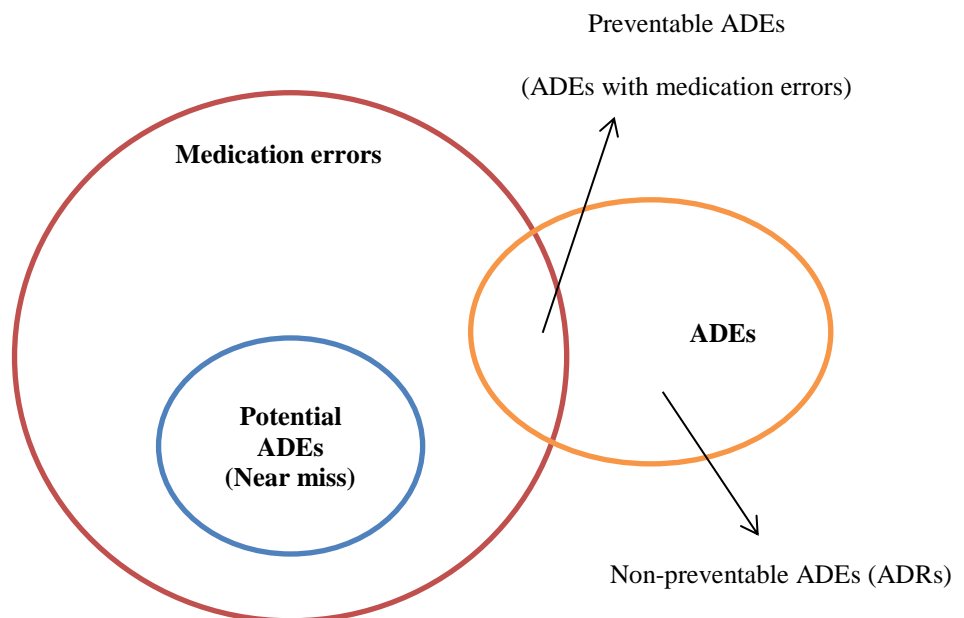 Preventable ADEs
(ADEs with medication errors)
Medication errors
ADEs
Potential
ADEs
(Near miss)
Non-preventable ADEs (ADRs)